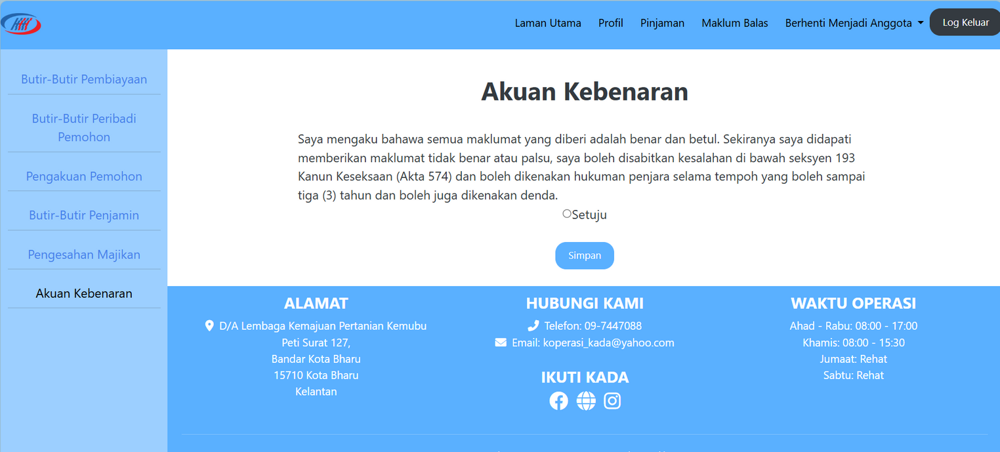 Laman Utama Profil Pinjaman Maklum Balas Berhenti Menjadi Anggota Log Keluar
Butir-Butir Pembiayaan
Butir-Butir Peribadi
Pemohon
Pengakuan Pemohon
Butir-Butir Penjamin
Pengesahan Majikan
Akuan Kebenaran
Akuan Kebenaran
Saya mengaku bahawa semua maklumat yang diberi adalah benar dan betul. Sekiranya saya didapati
memberikan maklumat tidak benar atau palsu, saya boleh disabitkan kesalahan di bawah seksyen 193
Kanun Keseksaan (Akta 574) dan boleh dikenakan hukuman penjara selama tempoh yang boleh sampai
tiga (3) tahun dan boleh juga dikenakan denda.
Setuju
Simpan
ALAMAT
D/A Lembaga Kemajuan Pertanian Kemubu
Peti Surat 127,
Bandar Kota Bharu
15710 Kota Bharu
Kelantan
HUBUNGI KAMI
Telefon: 09-7447088
Email: koperasi_kada@yahoo.com
IKUTI KADA
WAKTU OPERASI
Ahad - Rabu: 08:00 - 17:00
Khamis: 08:00 - 15:30
Jumaat: Rehat
Sabtu: Rehat